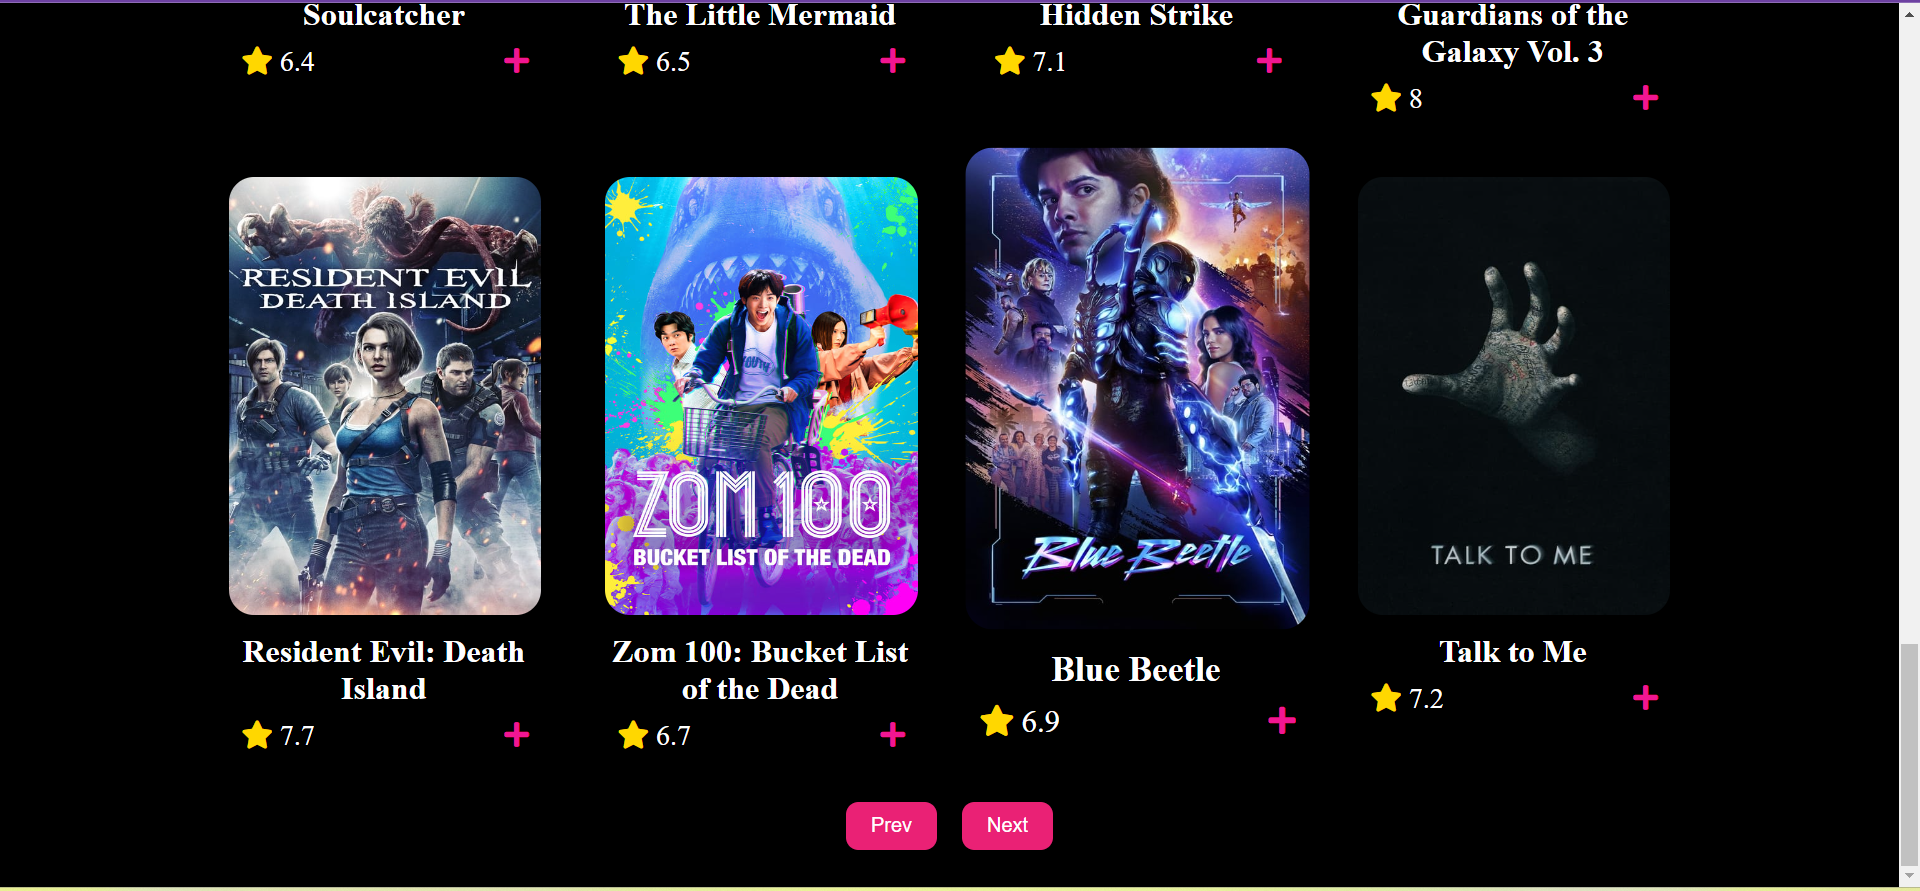 Soulcatcher
The Little Mermaid
Hidden Strike
Guardians of the
Galaxy Vol. 3
6.4
6.5
7.1
8
RESIDENT EVIL
DEATH ISLAND
ZOM 100
BUCKET LIST OF THE DEAD
Blue Beetle
TALK TO ME
Resident Evil: Death
Island
7.7
Zom 100: Bucket List
of the Dead
6.7
Blue Beetle
6.9
Talk to Me
7.2
Prev
Next